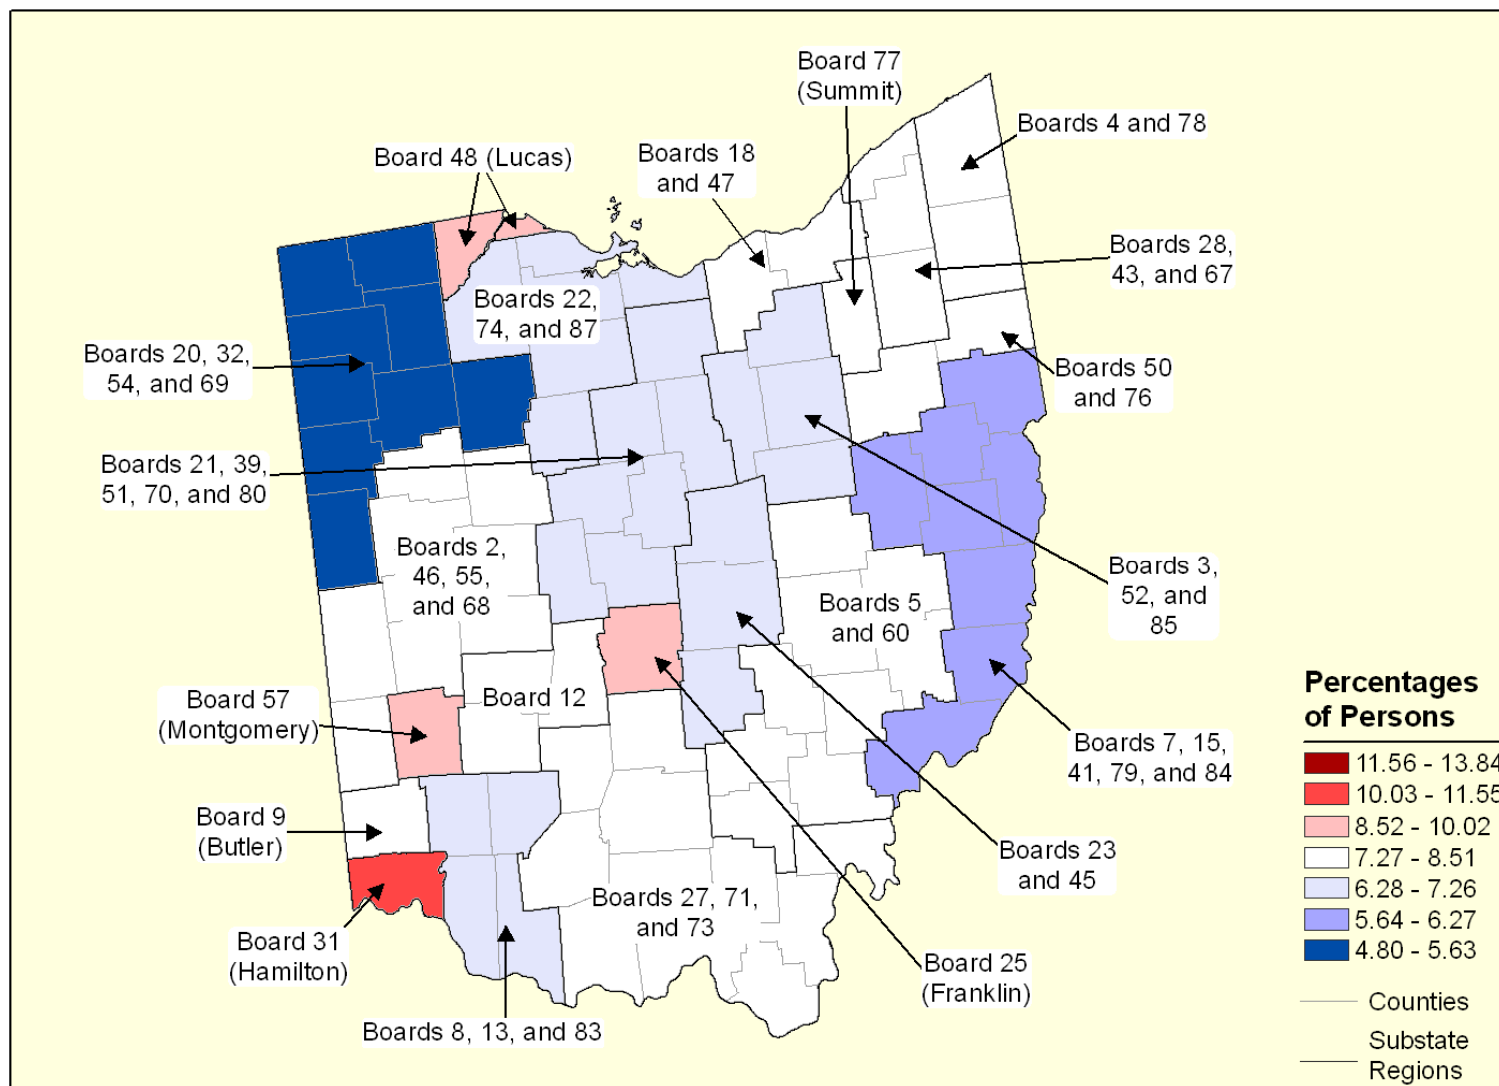 Board 77
(Summit)
Boards 4 and 78
Board 48 (Lucas)
Boards 18
and 47
Boards 28,
43, and 67
Boards 22,
74, and 87
Boards 20, 32,
54, and 69
Boards 50
and 76
Boards 21, 39,
51, 70, and 80
Boards 2,
46, 55,
and 68
Boards 3,
52, and
85
Boards 5
and 60
Board 57
(Montgomery)
Board 12
Boards 7, 15,
41, 79, and 84
Board 9
(Butler)
Boards 23
and 45
Boards 27, 71,
and 73
Board 31
(Hamilton)
Board 25
(Franklin)
Boards 8, 13, and 83
Percentages
of Persons
11.56 - 13.84
10.03 - 11.55
8.52 - 10.02
7.27 - 8.51
6.28 - 7.26
5.64 - 6.27
4.80 - 5.63
Counties
Substate
Regions